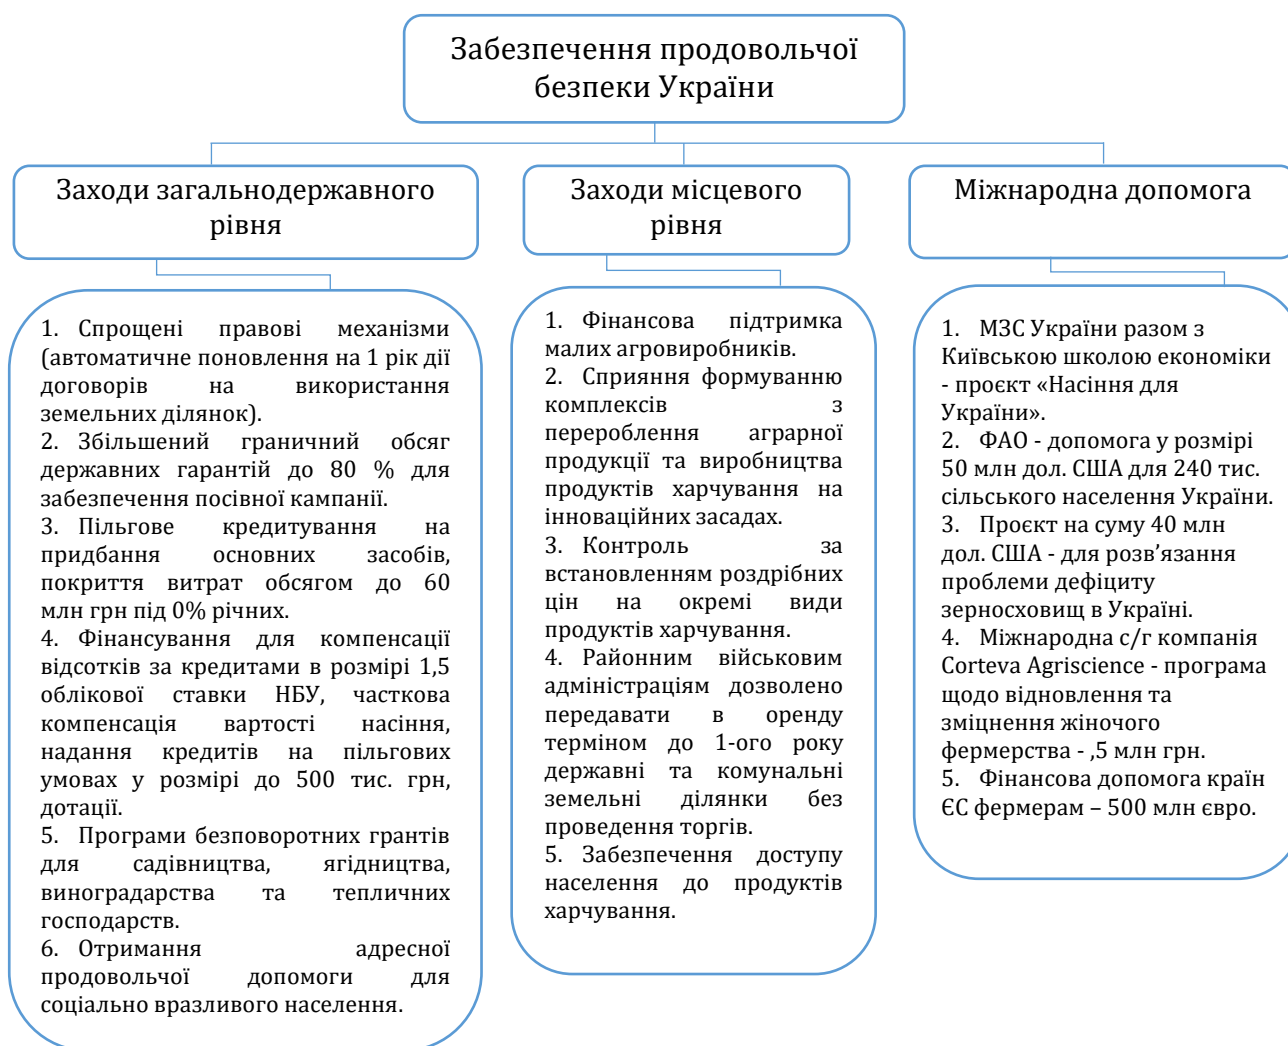 Забезпечення продовольчої
безпеки України
Заходи загальнодержавного
рівня
Заходи місцевого
рівня
Міжнародна допомога
1. Спрощені правові механізми
(автоматичне поновлення на 1 рік дії
договорів на використання
земельних ділянок).
2. Збільшений граничний обсяг
державних гарантій до 80 % для
забезпечення посівної кампанії.
3. Пільгове кредитування на
придбання основних засобів,
покриття витрат обсягом до 60
млн грн під 0% річних.
4. Фінансування для компенсації
відсотків за кредитами в розмірі 1,5
облікової ставки НБУ, часткова
компенсація вартості насіння,
надання кредитів на пільгових
умовах у розмірі до 500 тис. грн,
дотації.
5. Програми безповоротних грантів
для садівництва, ягідництва,
виноградарства та тепличних
господарств.
6. Отримання адресної
продовольчої допомоги для
соціально вразливого населення.
1. Фінансова підтримка
малих агровиробників.
2. Сприяння формуванню
комплексів з
перероблення аграрної
продукції та виробництва
продуктів харчування на
інноваційних засадах.
3. Контроль за
встановленням роздрібних
цін на окремі види
продуктів харчування.
4. Районним військовим
адміністраціям дозволено
передавати в оренду
терміном до 1-ого року
державні та комунальні
земельні ділянки без
проведення торгів.
5. Забезпечення доступу
населення до продуктів
харчування.
1. МЗС України разом з
Київською школою економіки
- проєкт «Насіння для
України».
2. ФАО - допомога у розмірі
50 млн дол. США для 240 тис.
сільського населення України.
3. Проєкт на суму 40 млн
дол. США - для розв’язання
проблеми дефіциту
зерносховищ в Україні.
4. Міжнародна с/г компанія
Corteva Agriscience - програма
щодо відновлення та
зміцнення жіночого
фермерства - ,5 млн грн.
5. Фінансова допомога країн
ЄС фермерам – 500 млн євро.